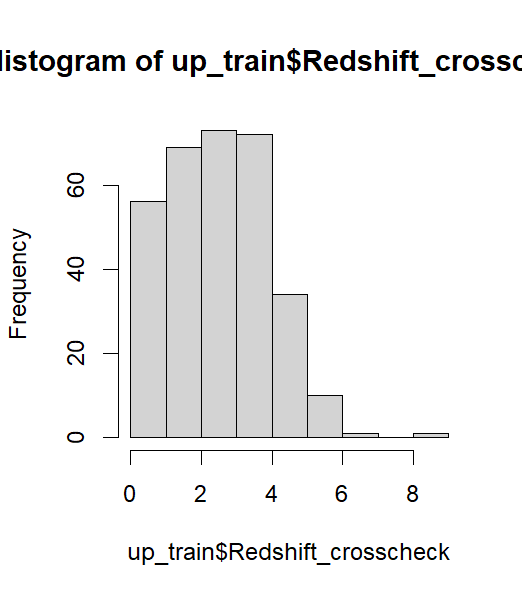 listogram of up_train$Redshift_crossc
Frequency
60
40
20
0
0 2 4 6 8
up_train$Redshift_crosscheck